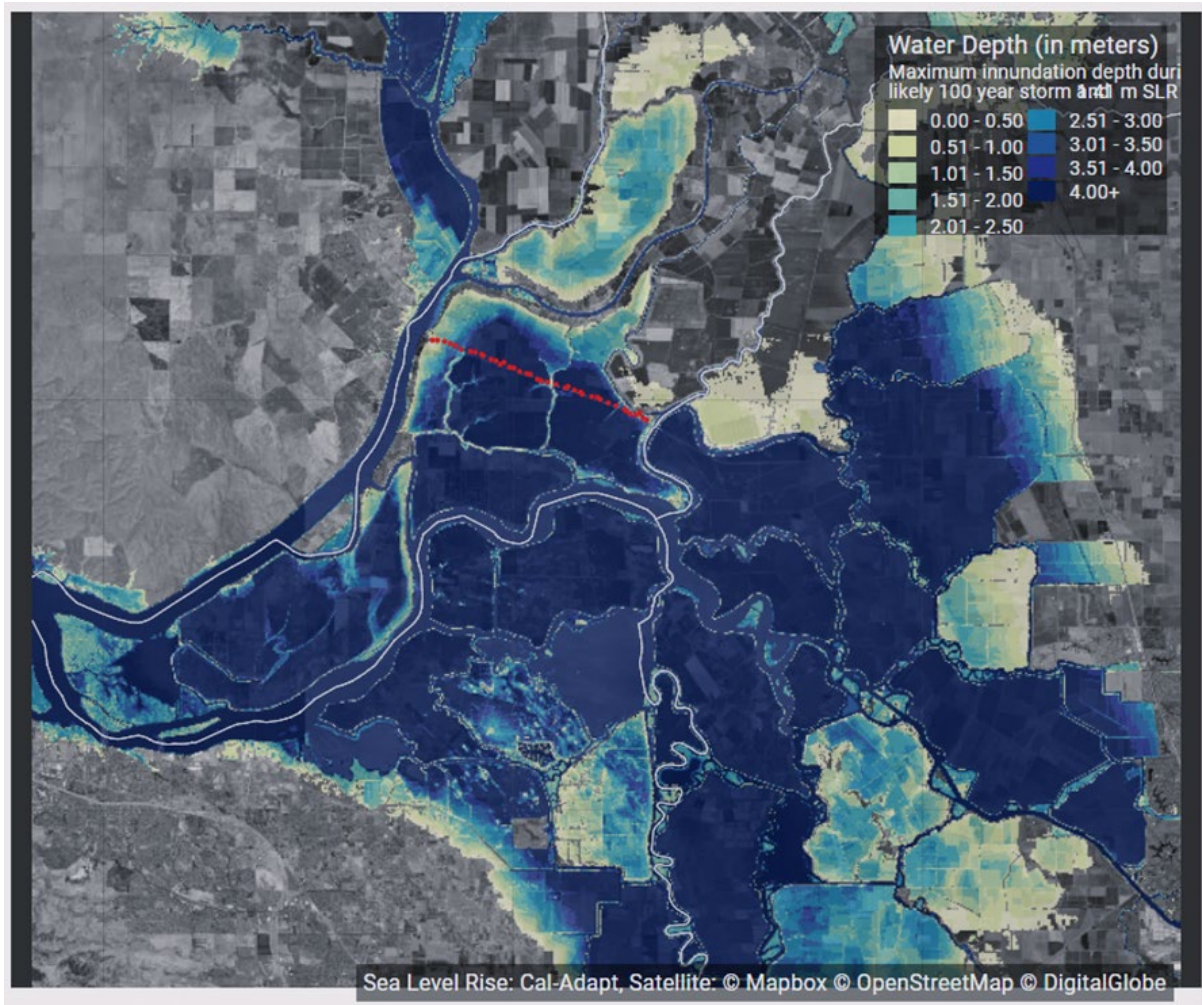 Water Depth (in meters)
Maximum innundation depth duri
likely 100 year storm and m SLR
0.00 - 0.50
0.51 - 1.00
1.01 - 1.50
1.51 - 2.00
2.01 - 2.50
2.51 - 3.00
3.01 - 3.50
3.51 - 4.00
4.00+
Sea Level Rise: Cal-Adapt, Satellite: © Mapbox © OpenStreetMap © DigitalGlobe